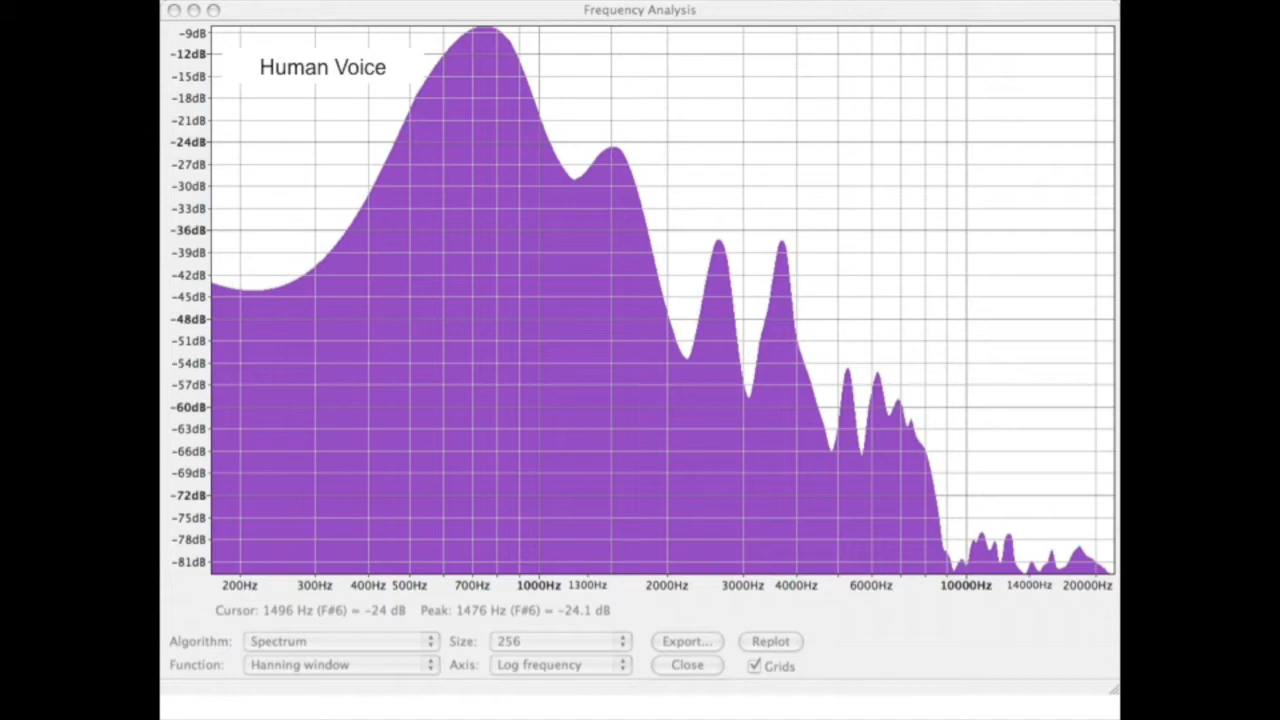 Frequency Analysis
Human Voice
-9dB
-12dB
-15dB
-18dB
-21dB
-24dB
-27dB
-30dB
-33dB
-36dB
-39dB
-42dB
-45dB
-48dB
-51dB
-54dB
-57dB
-60dB
-63dB
-66dB
-69dB
-72dB
-75dB
-78dB
-81dB
200Hz 300Hz 400Hz 500Hz 700Hz 1000Hz 1300Hz 2000Hz 3000Hz 4000Hz 6000Hz 10000Hz 14000Hz 20000Hz
Cursor: 1496 Hz (F#6) = -24 dB Peak: 1476 Hz (F#6) = -24.1 dB
Algorithm: Spectrum Size: 256 Export... Replot
Function: Hanning window Axis: Log frequency Close Grids